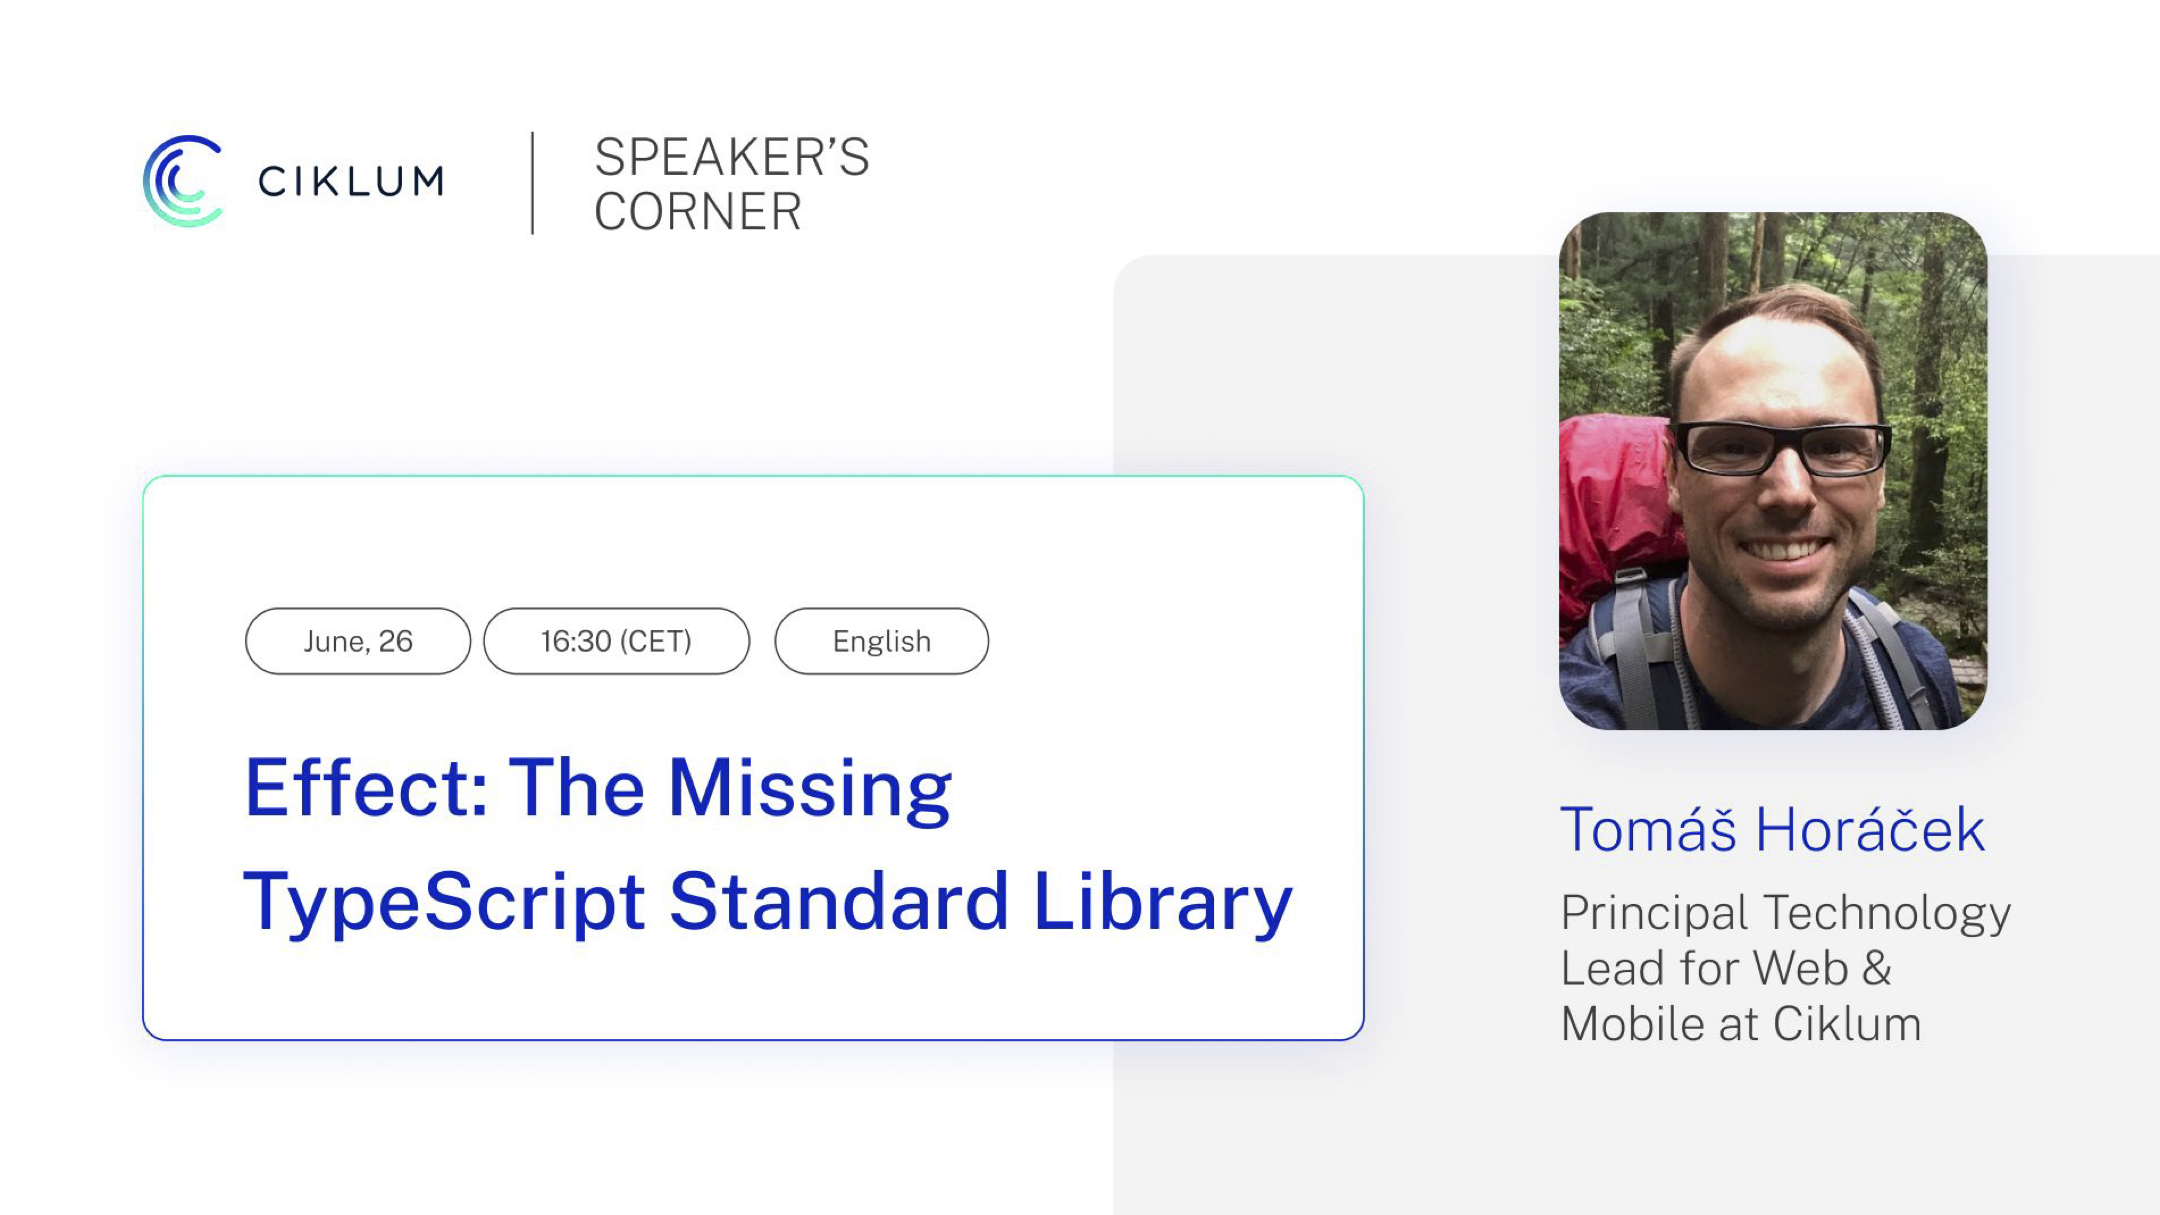 CIKLUM
SPEAKER’S
CORNER
June, 26
16:30 (CET)
English
Effect: The Missing
TypeScript Standard Library
Tomáš Horáček
Principal Technology
Lead for Web &
Mobile at Ciklum